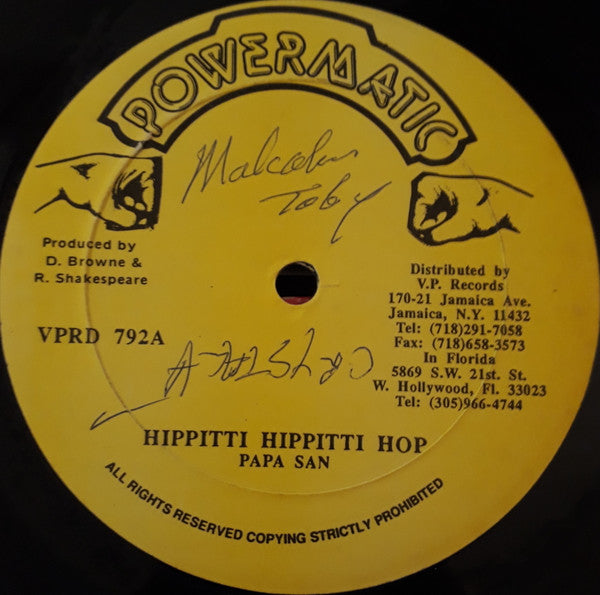 POWERMATIC
Malcolm
Toby
Produced by
D. Browne &
R. Shakespeare
VPRD 792A
Distributed by
V.P. Records
170-21 Jamaica Ave.
Jamaica, N.Y. 11432
Tel: (718)291-7058
Fax: (718)658-3573
In Florida
5869 S.W. 21st. St.
W. Hollywood, Fl. 33023
Tel: (305)966-4744
HIPPITTI HIPPITTI HOP
PAPA SAN
ALL RIGHTS RESERVED COPYING STRICTLY PROHIBITED